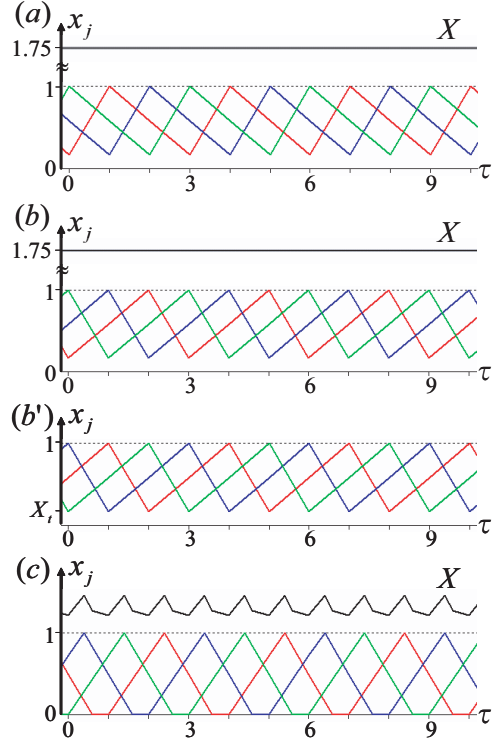 (a) x_j X
1.75
≈
1
0
0 3 6 9 τ
(b) x_j X
1.75
≈
1
0
0 3 6 9 τ
(b') x_j
1
X_t
0 3 6 9
(c) x_j X
1
0
0 3 6 9 τ